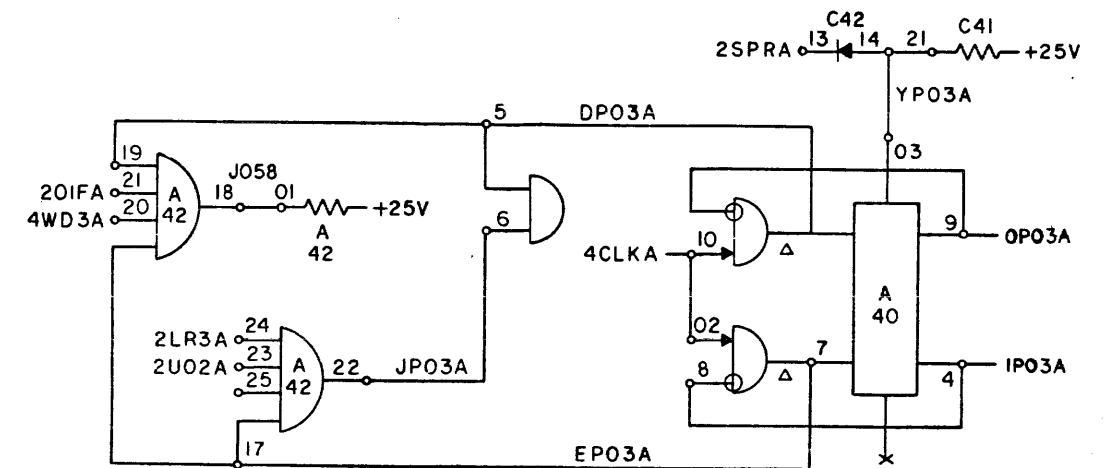 C42
C41
2SPRA 13 14 21 +25V
YP03A
5 DP03A
03
19
J058
201FA 21 A 18 01 +25V
4WD3A 20 42
A
42
6
10
9 0P03A
4CLKA Δ
A
40
2LR3A 24
2U02A 23 A 22 JP03A
25 42
02
7
8 Δ
4 1P03A
17
EP03A